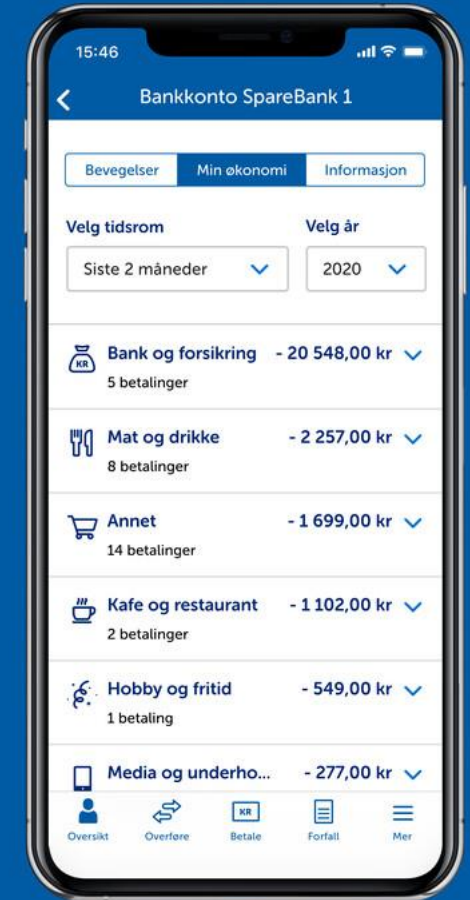 15:46
Bankkonto SpareBank 1
Bevegelser Min økonomi Informasjon
Velg tidsrom Velg år
Siste 2 måneder 2020
KR Bank og forsikring - 20 548,00 kr
5 betalinger
Mat og drikke - 2 257,00 kr
8 betalinger
Annet - 1 699,00 kr
14 betalinger
Kafe og restaurant - 1 102,00 kr
2 betalinger
Hobby og fritid - 549,00 kr
1 betaling
Media og underho... - 277,00 kr
KR
Oversikt Overføre Betale Forfall Mer